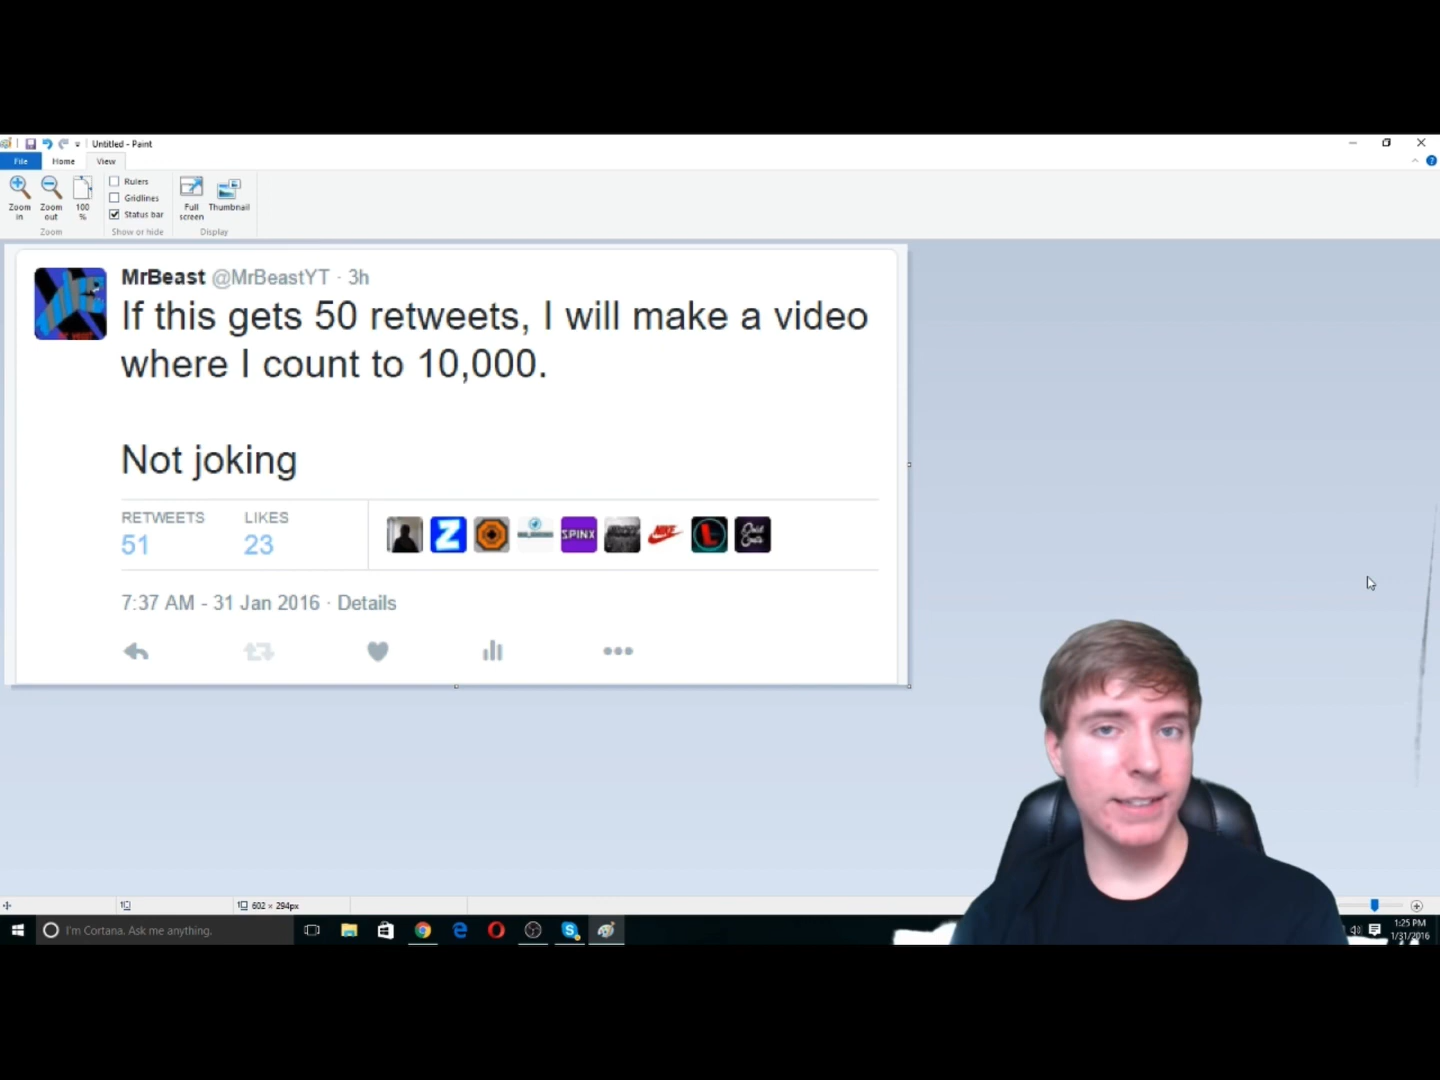 Untitled - Paint
File Home View
Zoom in
Zoom out
100 %
Rulers
Gridlines
Status bar
Full screen
Thumbnail
Zoom
Show or hide
Display
MrBeast @MrBeastYT · 3h
If this gets 50 retweets, I will make a video
where I count to 10,000.
Not joking
RETWEETS LIKES
51 23
SPINX
7:37 AM - 31 Jan 2016 · Details
602 × 294px
I'm Cortana. Ask me anything.
1:25 PM
1/31/2016